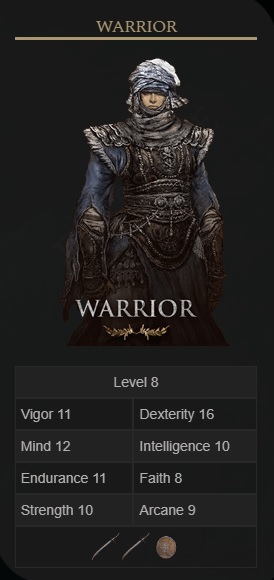 WARRIOR
WARRIOR
Level 8
Vigor 11 Dexterity 16
Mind 12 Intelligence 10
Endurance 11 Faith 8
Strength 10 Arcane 9